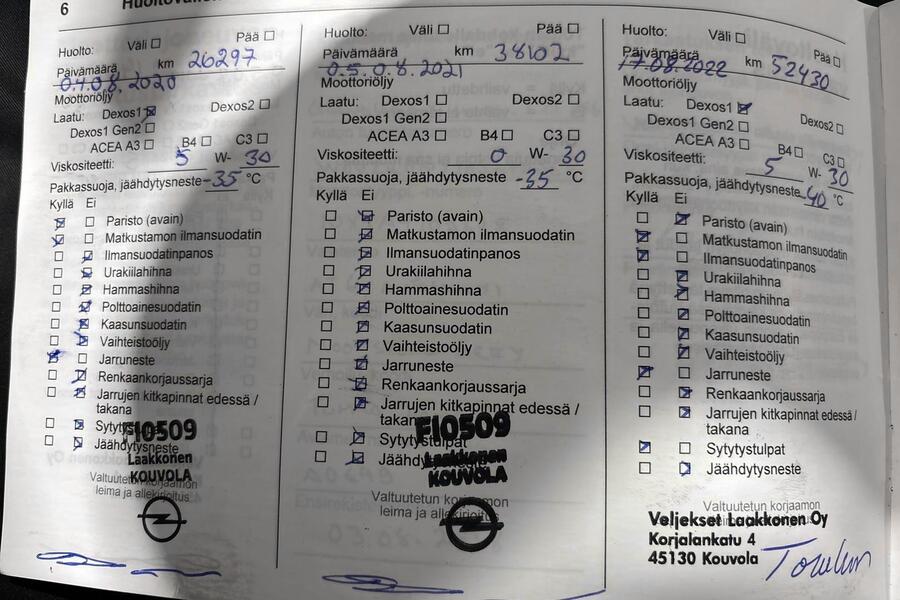 6
Huolto: Väli Pää
Päivämäärä km 26297
04.08.2020
Moottoriöljy
Laatu: Dexos1 Dexos2
Dexos1 Gen2
ACEA A3 B4 C3
Viskositeetti: 5 W- 30
Pakkassuoja, jäähdytysneste -35 °C
Kyllä Ei
Paristo (avain)
Matkustamon ilmansuodatin
Ilmansuodatinpanos
Urakiilahihna
Hammashihna
Polttoainesuodatin
Kaasunsuodatin
Vaihteistoöljy
Jarruneste
Renkaankorjaussarja
Jarrujen kitkapinnat edessä /
takana
FI0509
Jäähdytysneste
Laakkonen
KOUVOLA
Valtuutetun korjaamon
leima ja allekirjoitus
Huolto: Väli Pää
Päivämäärä km 38102
05.08.2021
Moottoriöljy
Laatu: Dexos1 Dexos2
Dexos1 Gen2
ACEA A3 B4 C3
Viskositeetti: 0 W- 30
Pakkassuoja, jäähdytysneste -35 °C
Kyllä Ei
Paristo (avain)
Matkustamon ilmansuodatin
Ilmansuodatinpanos
Urakiilahihna
Hammashihna
Polttoainesuodatin
Kaasunsuodatin
Vaihteistoöljy
Jarruneste
Renkaankorjaussarja
Jarrujen kitkapinnat edessä /
takana
FI0509
Sytytystulpat
Laakkonen
KOUVOLA
Valtuutetun korjaamon
leima ja allekirjoitus
Huolto: Väli Pää
Päivämäärä km 52430
17.08.2022
Moottoriöljy
Laatu: Dexos1 Dexos2
Dexos1 Gen2
ACEA A3 B4 C3
Viskositeetti: 5 W- 30
Pakkassuoja, jäähdytysneste -40 °C
Kyllä Ei
Paristo (avain)
Matkustamon ilmansuodatin
Ilmansuodatinpanos
Urakiilahihna
Hammashihna
Polttoainesuodatin
Kaasunsuodatin
Vaihteistoöljy
Jarruneste
Renkaankorjaussarja
Jarrujen kitkapinnat edessä /
takana
Sytytystulpat
Jäähdytysneste
Valtuutetun korjaamon
leima ja allekirjoitus
Veljekset Laakkonen Oy
Korjalankatu 4
45130 Kouvola